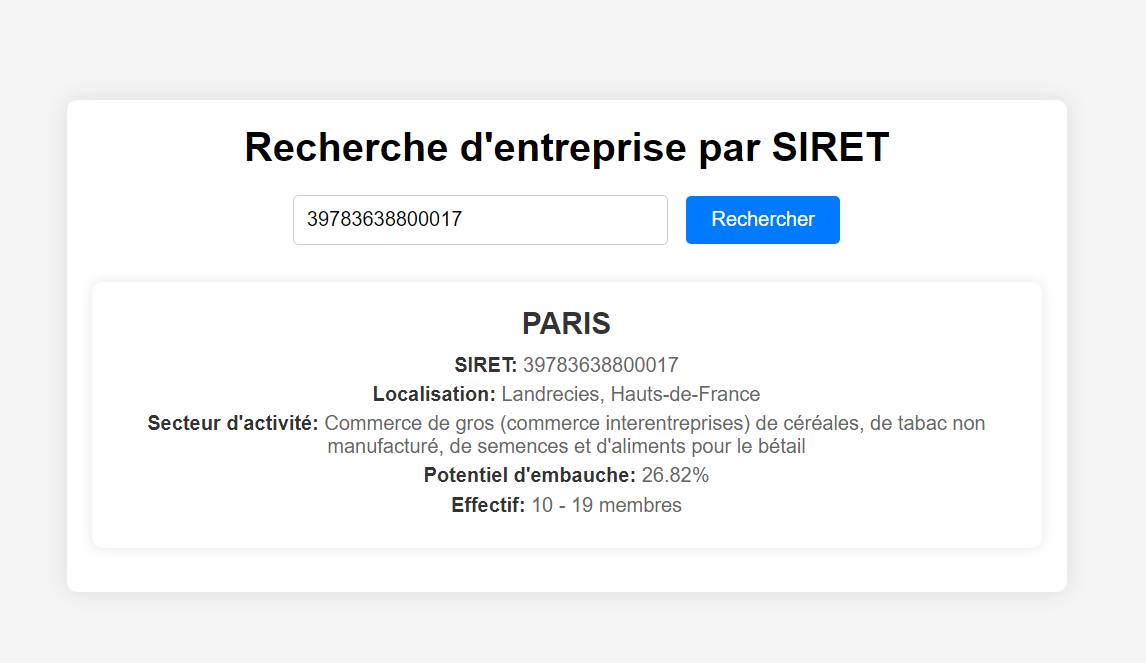 Recherche d'entreprise par SIRET
39783638800017
Rechercher
PARIS
SIRET: 39783638800017
Localisation: Landrecies, Hauts-de-France
Secteur d'activité: Commerce de gros (commerce interentreprises) de céréales, de tabac non
manufacturé, de semences et d'aliments pour le bétail
Potentiel d'embauche: 26.82%
Effectif: 10 - 19 membres